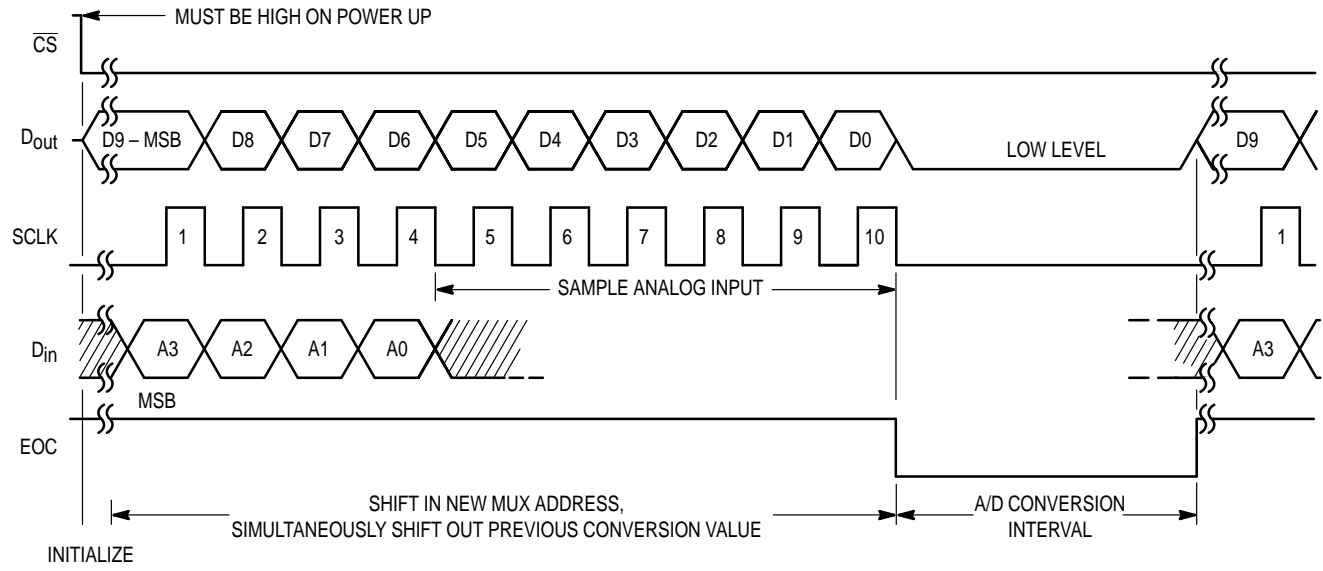 MUST BE HIGH ON POWER UP
CS
Dout
D9 – MSB D8 D7 D6 D5 D4 D3 D2 D1 D0 LOW LEVEL D9
SCLK
1 2 3 4 5 6 7 8 9 10 1
SAMPLE ANALOG INPUT
Din
A3 A2 A1 A0 A3
MSB
EOC
SHIFT IN NEW MUX ADDRESS,
SIMULTANEOUSLY SHIFT OUT PREVIOUS CONVERSION VALUE
A/D CONVERSION
INTERVAL
INITIALIZE